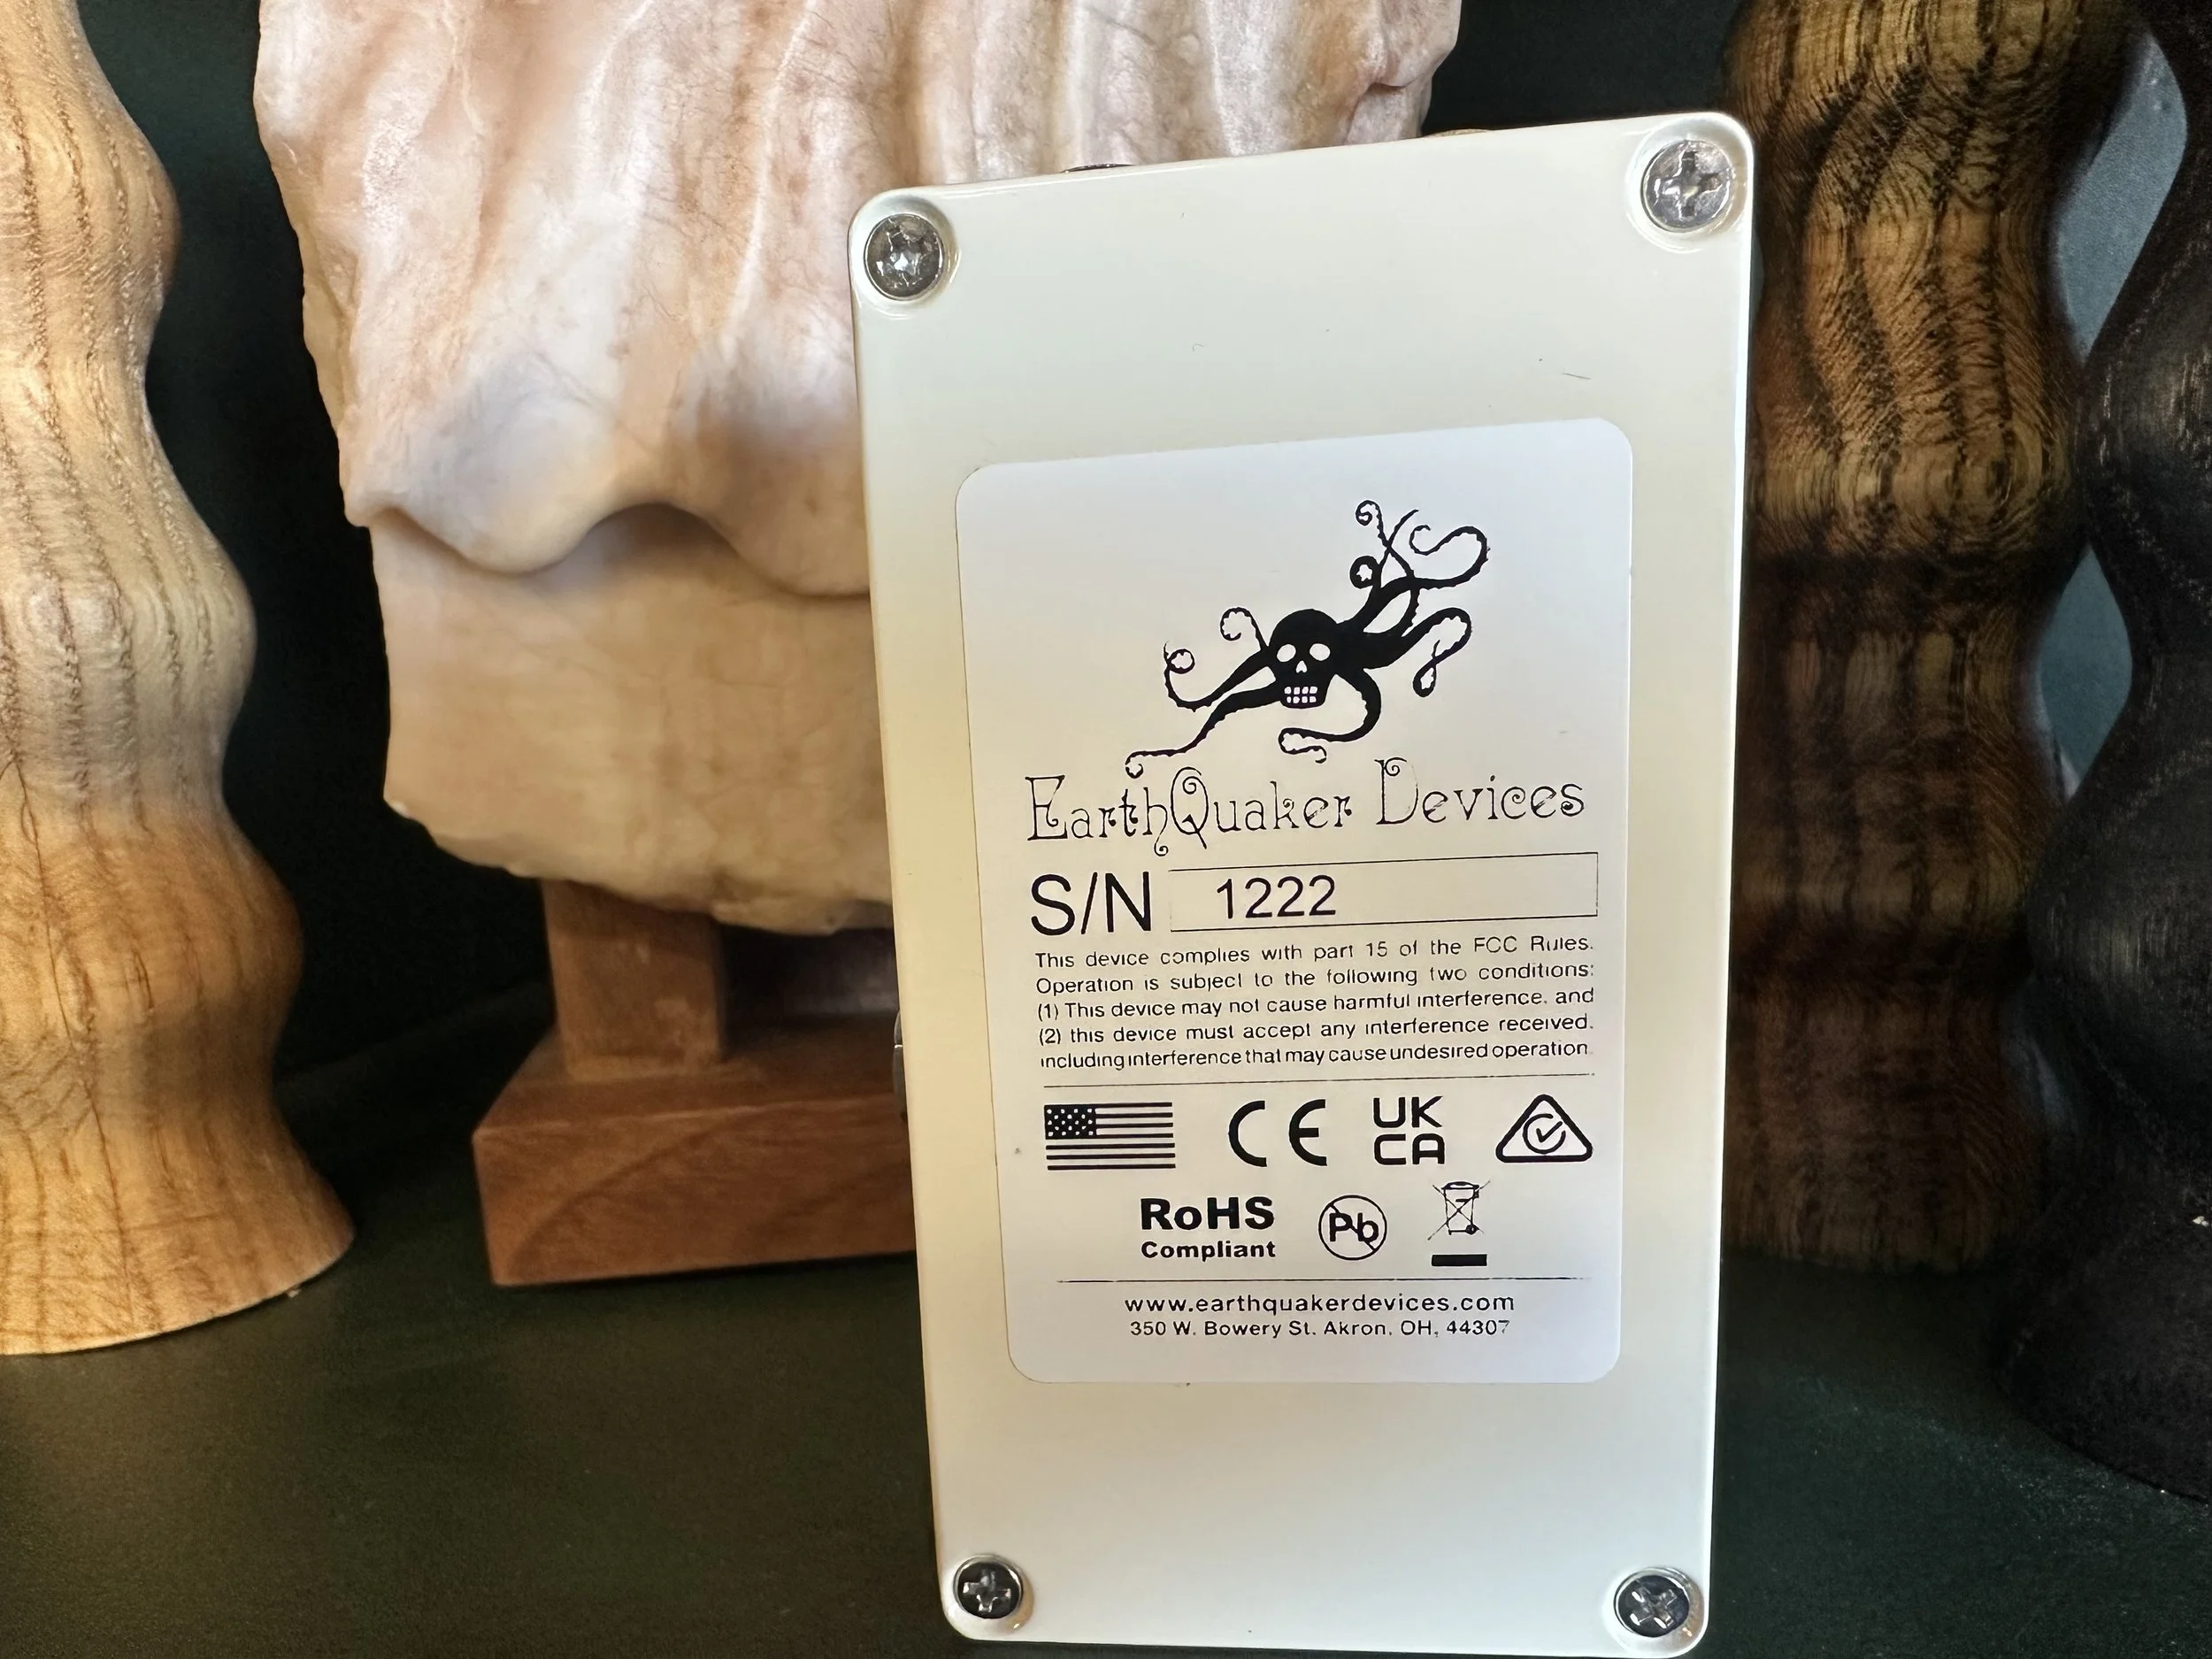 EarthQuaker Devices
S/N 1222
This device complies with part 15 of the FCC Rules.
Operation is subject to the following two conditions:
(1) This device may not cause harmful interference, and
(2) this device must accept any interference received,
including interference that may cause undesired operation.
CE UK
CA
RoHS
Compliant
Pb
www.earthquakerdevices.com
350 W. Bowery St. Akron, OH, 44307